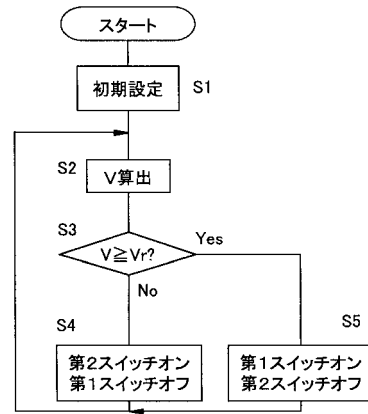 スタート
初期設定
S1
S2
V算出
S3
V≧Vr?
Yes
No
S4
第2スイッチオン
第1スイッチオフ
S5
第1スイッチオン
第2スイッチオフ